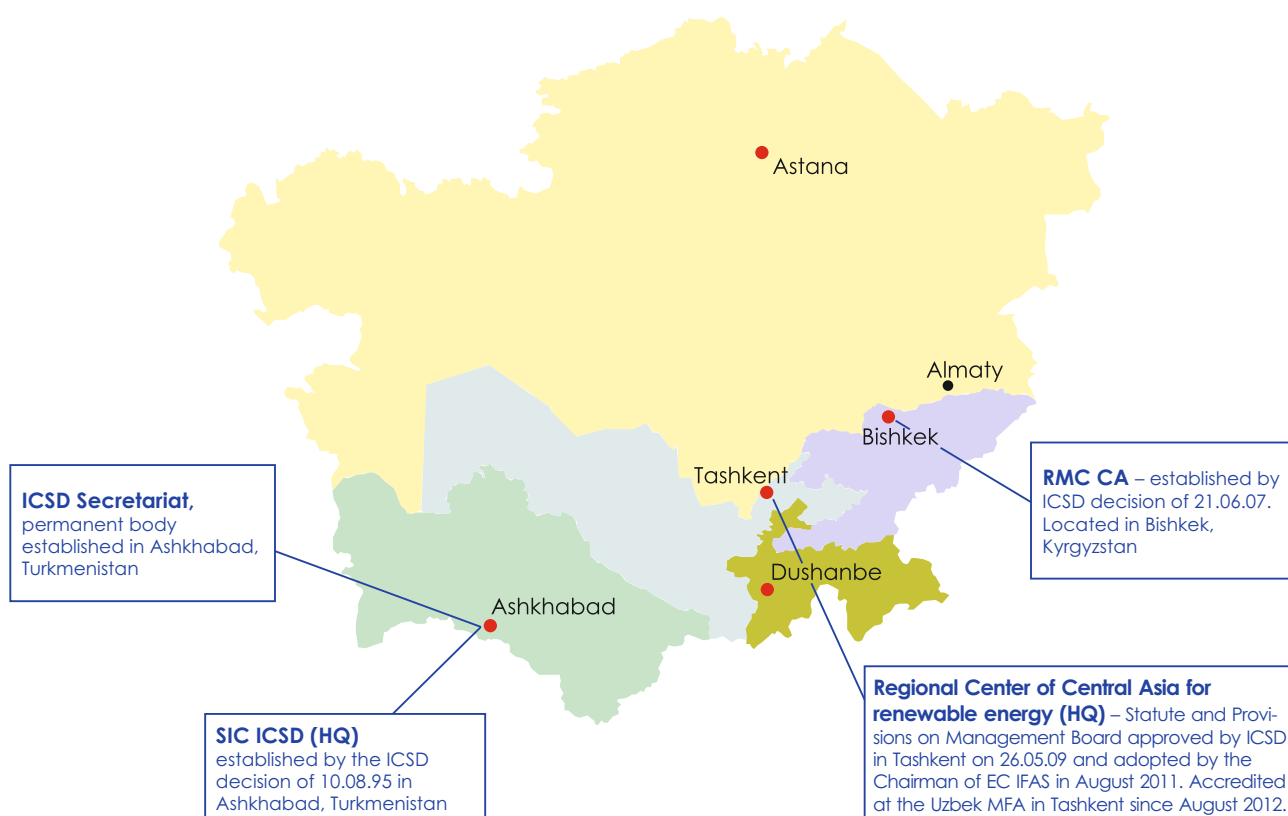 Astana
Almaty
Bishkek
Tashkent
Dushanbe
Ashkhabad
ICSD Secretariat,
permanent body
established in Ashkhabad,
Turkmenistan
RMC CA – established by
ICSD decision of 21.06.07.
Located in Bishkek,
Kyrgyzstan
SIC ICSD (HQ)
established by the ICSD
decision of 10.08.95 in
Ashkhabad, Turkmenistan
Regional Center of Central Asia for
renewable energy (HQ) – Statute and Provi-
sions on Management Board approved by ICSD
in Tashkent on 26.05.09 and adopted by the
Chairman of EC IFAS in August 2011. Accredited
at the Uzbek MFA in Tashkent since August 2012.